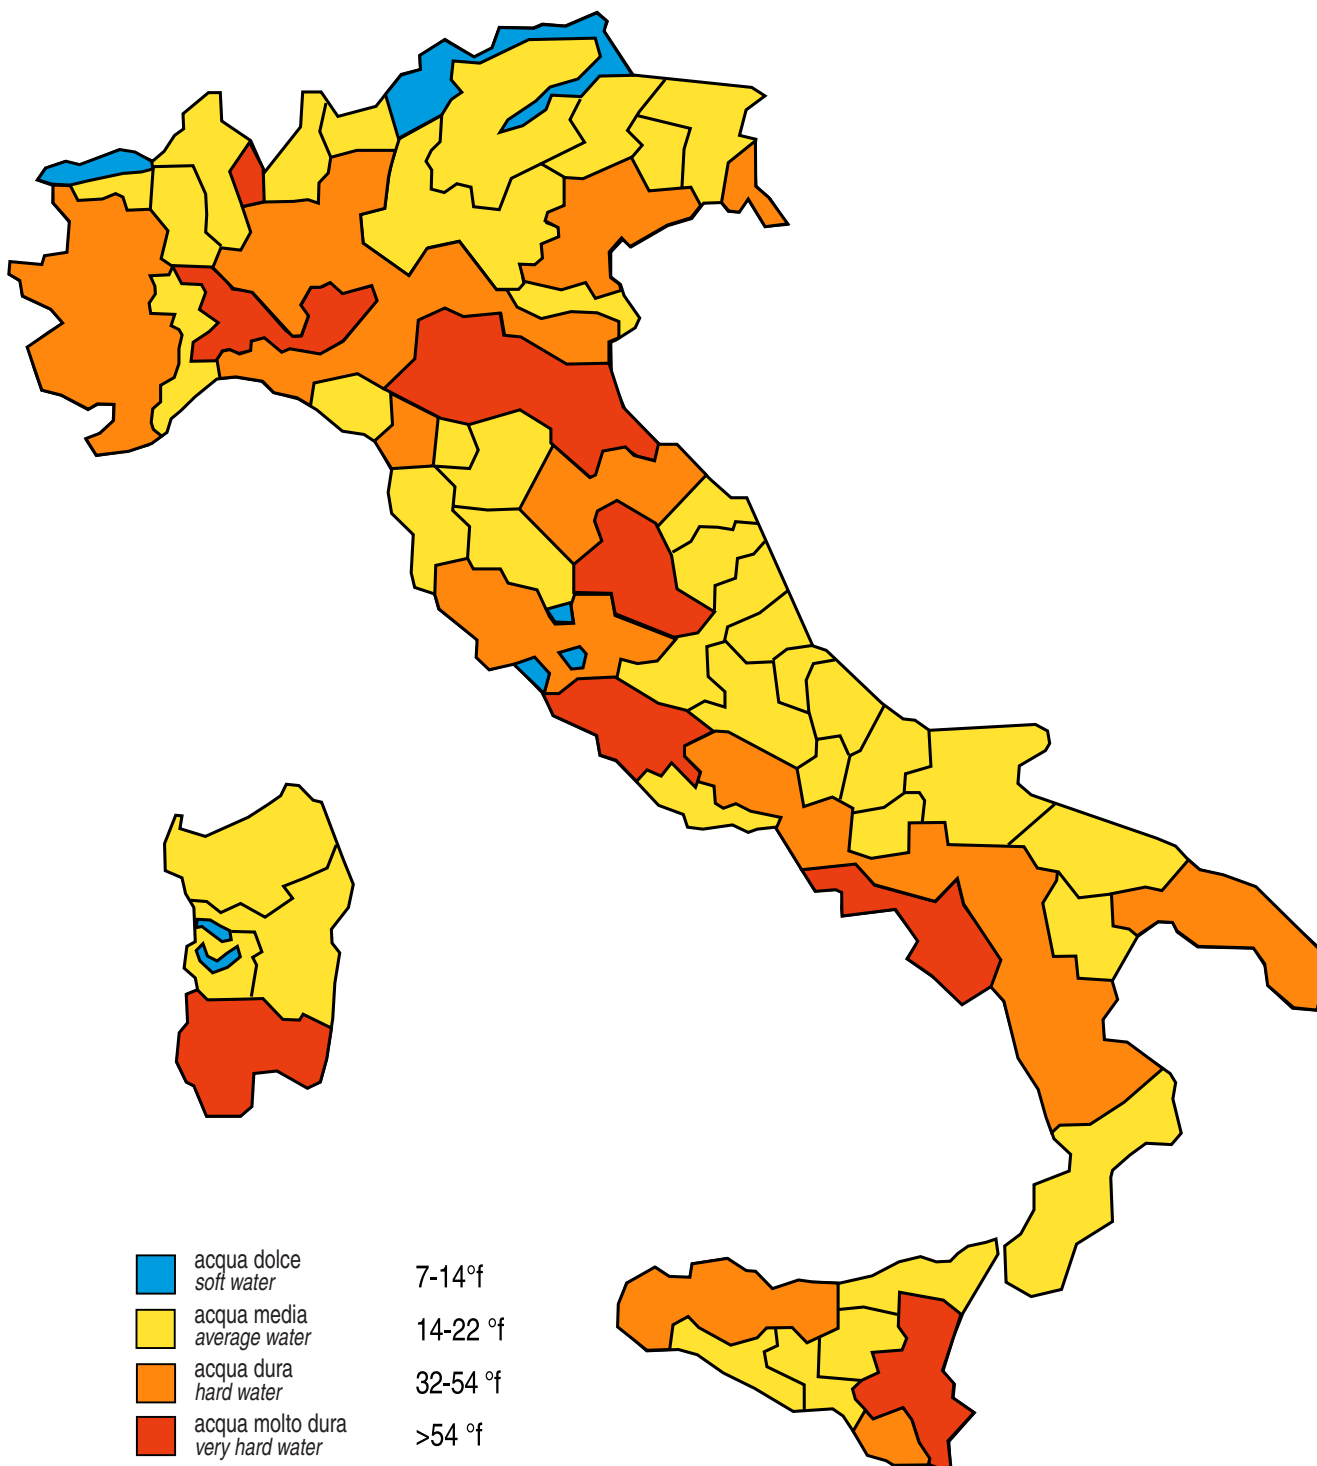 acqua dolce
soft water
7-14°f
acqua media
average water
14-22 °f
acqua dura
hard water
32-54 °f
acqua molto dura
very hard water
>54 °f